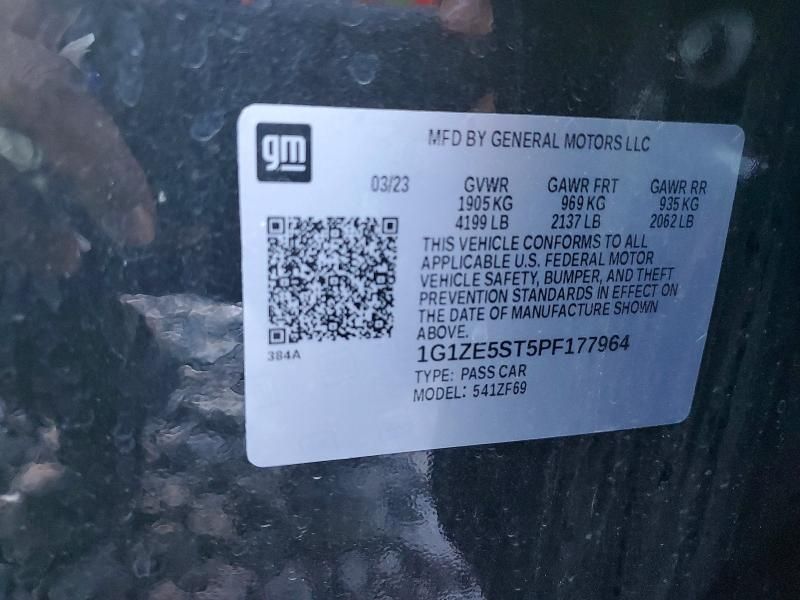 gm
MFD BY GENERAL MOTORS LLC
03/23 GVWR GAWR FRT GAWR RR
1905 KG 969 KG 935 KG
4199 LB 2137 LB 2062 LB
THIS VEHICLE CONFORMS TO ALL
APPLICABLE U.S. FEDERAL MOTOR
VEHICLE SAFETY, BUMPER, AND THEFT
PREVENTION STANDARDS IN EFFECT ON
THE DATE OF MANUFACTURE SHOWN
ABOVE.
384A
1G1ZE5ST5PF177964
TYPE: PASS CAR
MODEL: 541ZF69